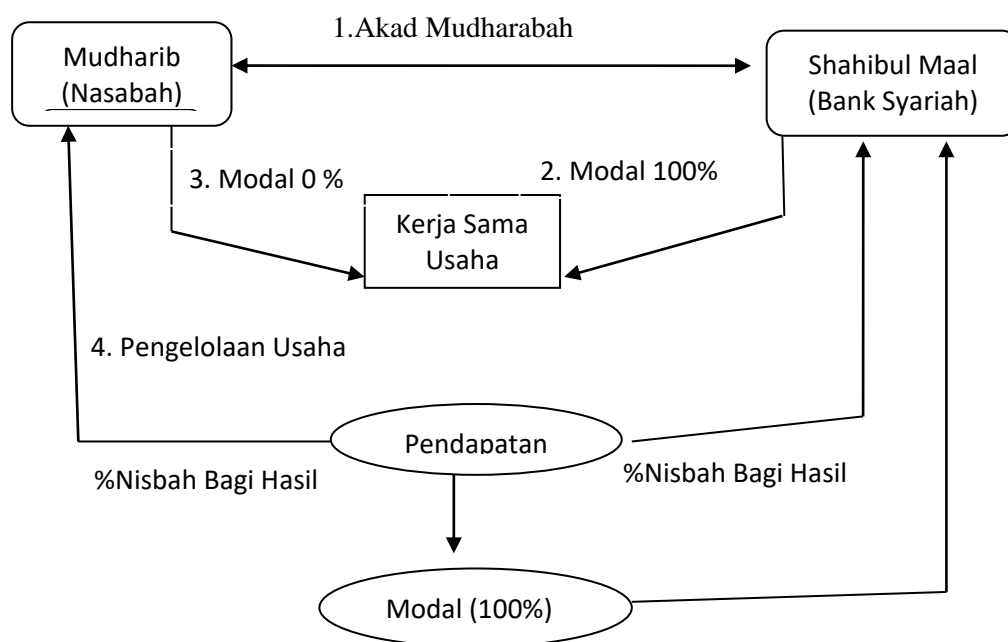 1.Akad Mudharabah
Mudharib
(Nasabah)
Shahibul Maal
(Bank Syariah)
3. Modal 0 %
2. Modal 100%
Kerja Sama
Usaha
4. Pengelolaan Usaha
Pendapatan
%Nisbah Bagi Hasil
%Nisbah Bagi Hasil
Modal (100%)